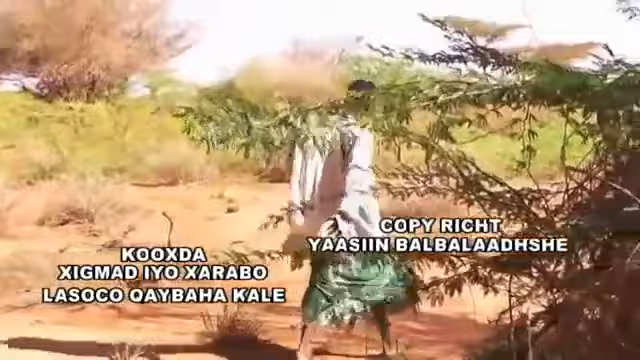 KOOXDA
XIGMAD IYO XARABO
LASOCO QAYBAHA KALE
COPY RICHT
YAASIIN BALBALAADHSHE